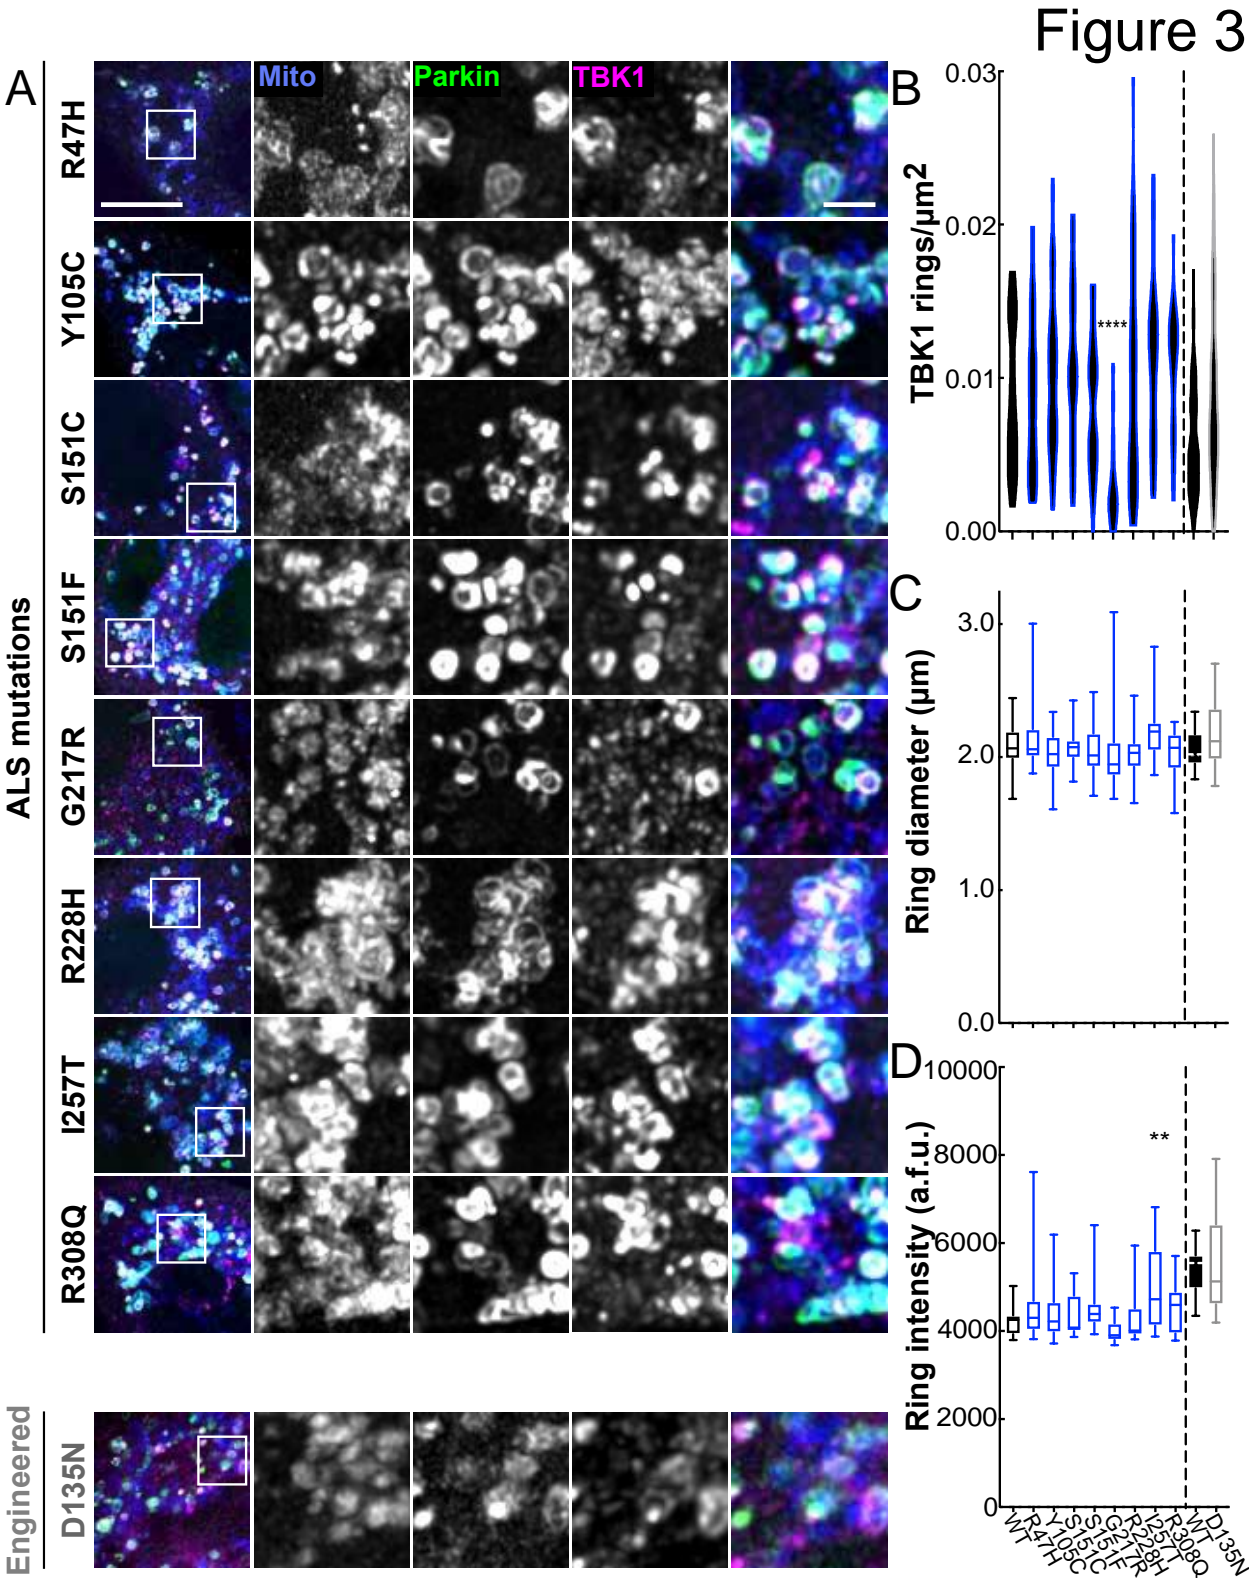 Figure 3
A
Mito
Parkin
TBK1
ALS mutations
R47H
Y105C
S151C
S151F
G217R
R228H
I257T
R308Q
Engineered
D135N
B
TBK1 rings/µm2
0.03
0.02
0.01
0.00
****
C
Ring diameter (µm)
3.0
2.0
1.0
0.0
D
Ring intensity (a.f.u.)
10000
8000
6000
4000
2000
0
**
WT
R47H
Y105C
S151C
S151F
G217R
R228H
I257T
R308Q
WT
D135N